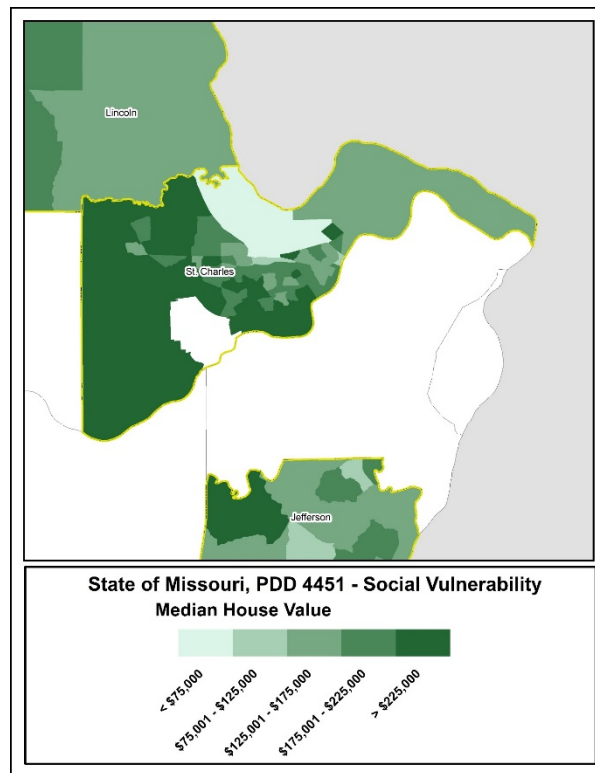 Lincoln
St. Charles
Jefferson
State of Missouri, PDD 4451 - Social Vulnerability
Median House Value
< $75,000
$75,001 - $125,000
$125,001 - $175,000
$175,001 - $225,000
> $225,000